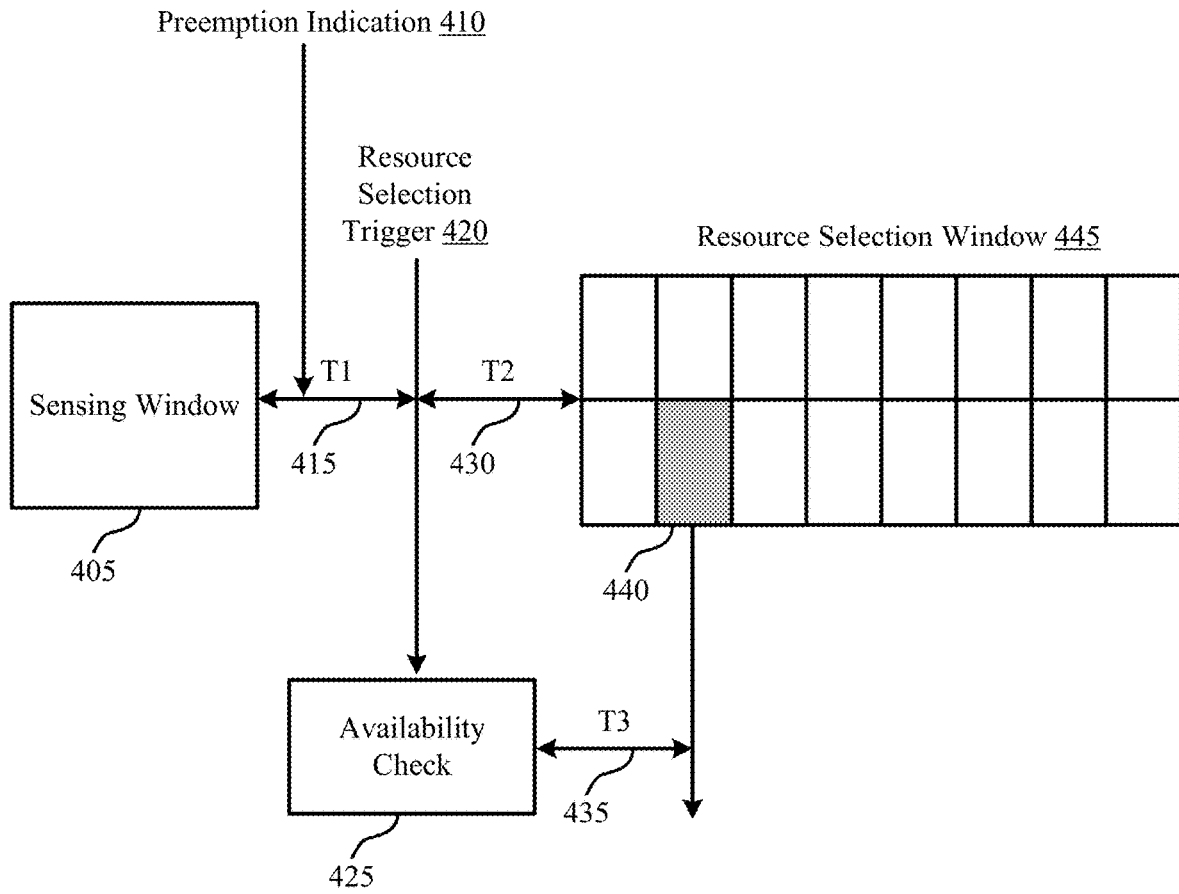 Preemption Indication 410
Resource
Selection
Trigger 420
Resource Selection Window 445
T1
T2
Sensing Window
415
430
405
440
Availability
Check
T3
435
425